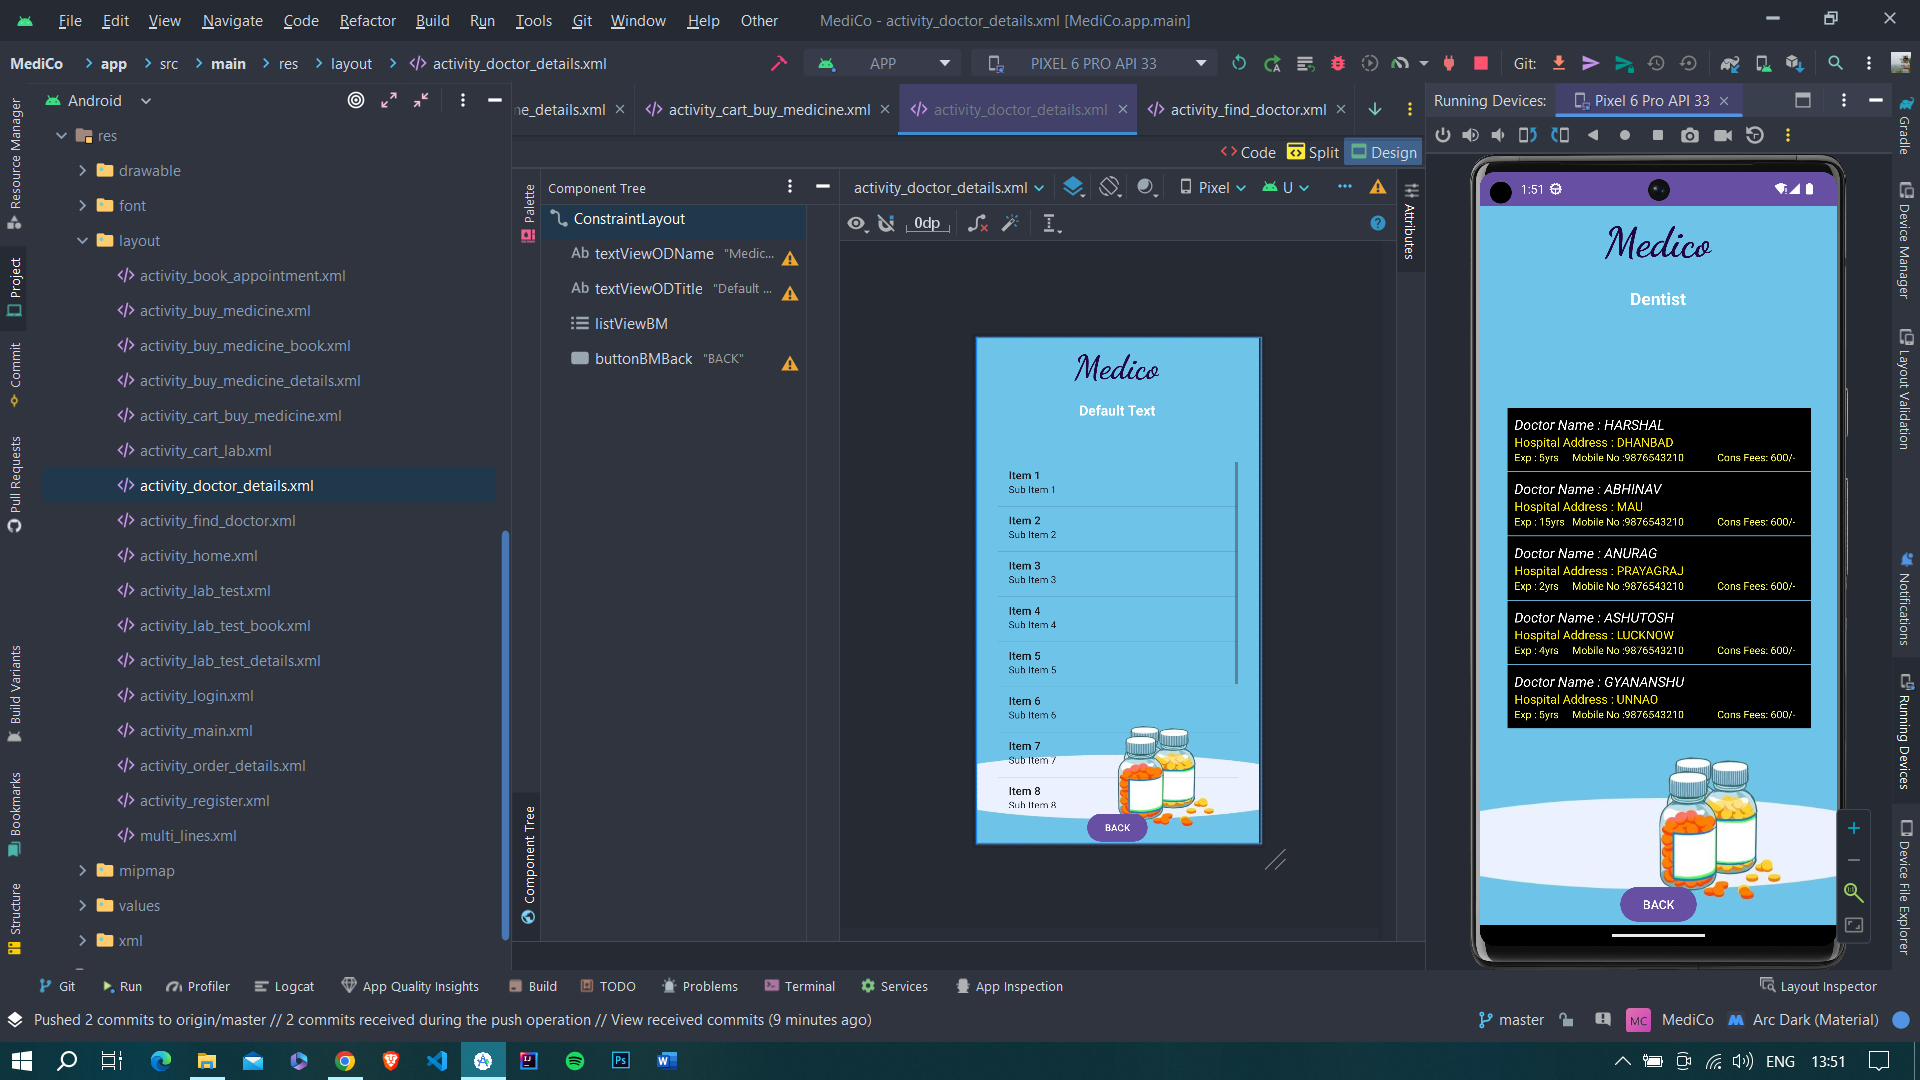 File Edit View Navigate Code Refactor Build Run Tools Git Window Help Other MediCo - activity_doctor_details.xml [MediCo.app.main]
MediCo app src main res layout activity_doctor_details.xml APP PIXEL 6 PRO API 33 Git:
Android
ne_details.xml activity_cart_buy_medicine.xml activity_doctor_details.xml activity_find_doctor.xml
Running Devices: Pixel 6 Pro API 33
Code Split Design
Resource Manager
Project
Commit
Pull Requests
Build Variants
Bookmarks
Structure
res
drawable
font
layout
activity_book_appointment.xml
activity_buy_medicine.xml
activity_buy_medicine_book.xml
activity_buy_medicine_details.xml
activity_cart_buy_medicine.xml
activity_cart_lab.xml
activity_doctor_details.xml
activity_find_doctor.xml
activity_home.xml
activity_lab_test.xml
activity_lab_test_book.xml
activity_lab_test_details.xml
activity_login.xml
activity_main.xml
activity_order_details.xml
activity_register.xml
multi_lines.xml
mipmap
values
xml
Palette
Component Tree
Component Tree
ConstraintLayout
Ab textViewODName "Medic...
Ab textViewODTitle "Default ...
listViewBM
buttonBMBack "BACK"
activity_doctor_details.xml Pixel U
0dp
Attributes
Medico
Default Text
Item 1
Sub Item 1
Item 2
Sub Item 2
Item 3
Sub Item 3
Item 4
Sub Item 4
Item 5
Sub Item 5
Item 6
Sub Item 6
Item 7
Sub Item 7
Item 8
Sub Item 8
BACK
1:51
Medico
Dentist
Doctor Name : HARSHAL
Hospital Address : DHANBAD
Exp : 5yrs Mobile No :9876543210 Cons Fees: 600/-
Doctor Name : ABHINAV
Hospital Address : MAU
Exp : 15yrs Mobile No :9876543210 Cons Fees: 600/-
Doctor Name : ANURAG
Hospital Address : PRAYAGRAJ
Exp : 2yrs Mobile No :9876543210 Cons Fees: 600/-
Doctor Name : ASHUTOSH
Hospital Address : LUCKNOW
Exp : 4yrs Mobile No :9876543210 Cons Fees: 600/-
Doctor Name : GYANANSHU
Hospital Address : UNNAO
Exp : 5yrs Mobile No :9876543210 Cons Fees: 600/-
BACK
Gradle
Device Manager
Layout Validation
Notifications
Running Devices
Device File Explorer
Git Run Profiler Logcat App Quality Insights Build TODO Problems Terminal Services App Inspection Layout Inspector
Pushed 2 commits to origin/master // 2 commits received during the push operation // View received commits (9 minutes ago) master MC MediCo Arc Dark (Material)
Ps ENG 13:51